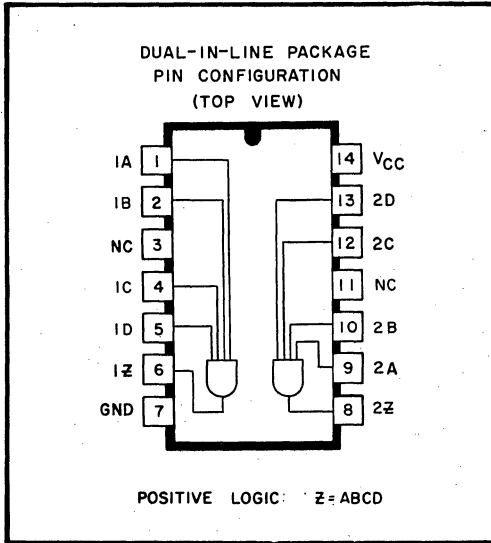 DUAL-IN-LINE PACKAGE
PIN CONFIGURATION
(TOP VIEW)
1A 1 14 VCC
1B 2 13 2D
NC 3 12 2C
1C 4 11 NC
1D 5 10 2B
1Z 6 9 2A
GND 7 8 2Z
POSITIVE LOGIC: Z=ABCD